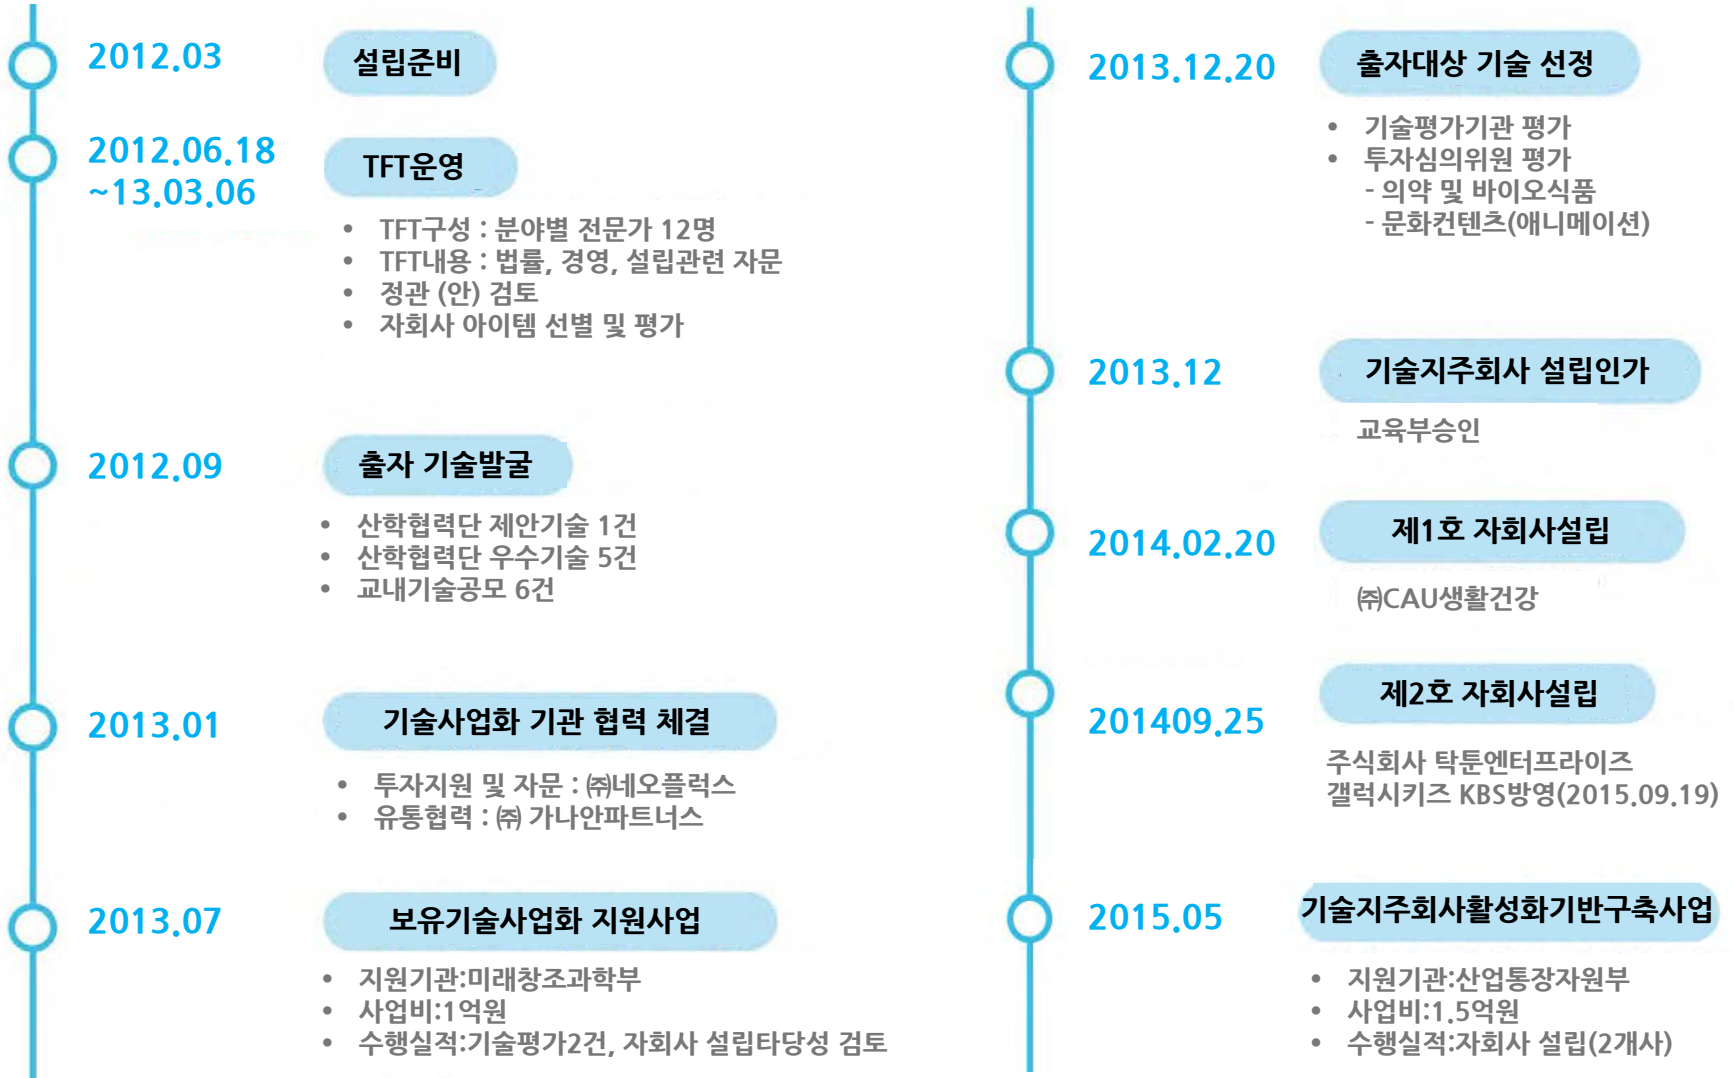 2012.03
설립준비
2012.06.18
~13.03.06
TFT운영
• TFT구성 : 분야별 전문가 12명
• TFT내용 : 법률, 경영, 설립관련 자문
• 정관 (안) 검토
• 자회사 아이템 선별 및 평가
2012.09
출자 기술발굴
• 산학협력단 제안기술 1건
• 산학협력단 우수기술 5건
• 교내기술공모 6건
2013.01
기술사업화 기관 협력 체결
• 투자지원 및 자문 : ㈜네오플럭스
• 유통협력 : ㈜ 가나안파트너스
2013.07
보유기술사업화 지원사업
• 지원기관:미래창조과학부
• 사업비:1억원
• 수행실적:기술평가2건, 자회사 설립타당성 검토
2013.12.20
출자대상 기술 선정
• 기술평가기관 평가
• 투자심의위원 평가
- 의약 및 바이오식품
- 문화컨텐츠(애니메이션)
2013.12
기술지주회사 설립인가
교육부승인
2014.02.20
제1호 자회사설립
㈜CAU생활건강
201409.25
제2호 자회사설립
주식회사 탁툰엔터프라이즈
갤럭시키즈 KBS방영(2015.09.19)
2015.05
기술지주회사활성화기반구축사업
• 지원기관:산업통장자원부
• 사업비:1.5억원
• 수행실적:자회사 설립(2개사)